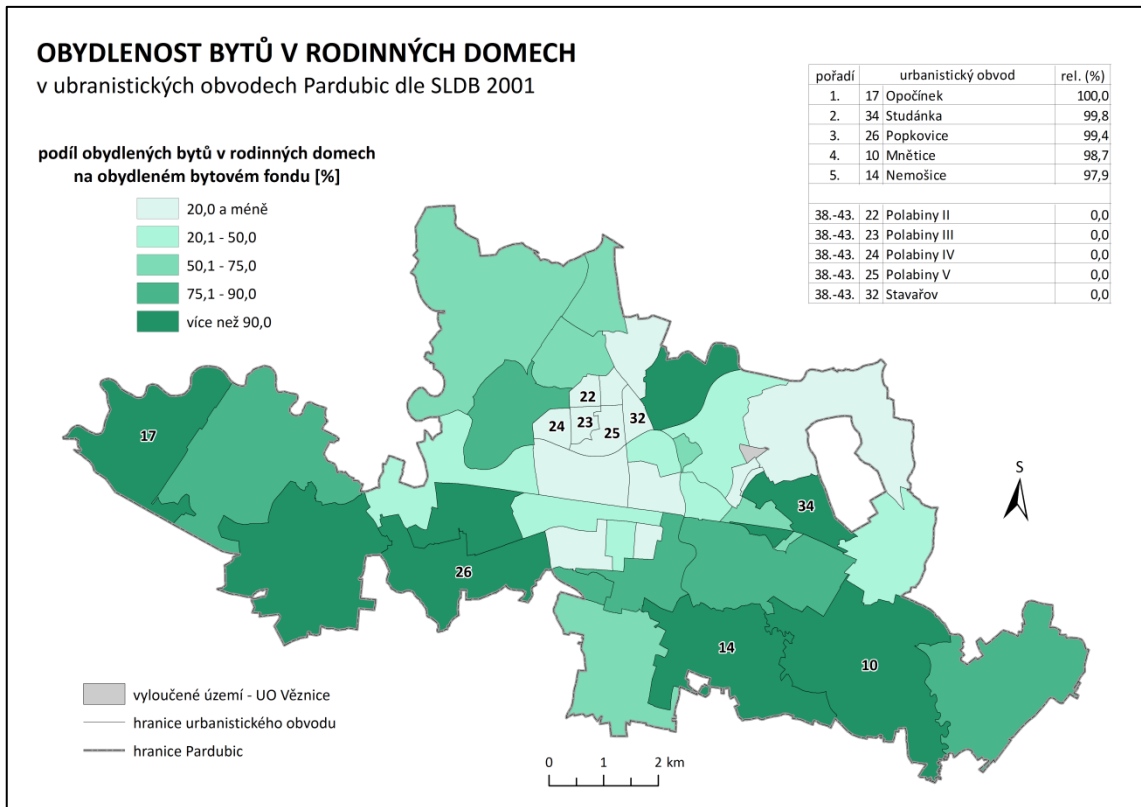 OBYDLENOST BYTŮ V RODINNÝCH DOMECH
v ubranistických obvodech Pardubic dle SLDB 2001
podíl obydlených bytů v rodinných domech
na obydleném bytovém fondu [%]
20,0 a méně
20,1 - 50,0
50,1 - 75,0
75,1 - 90,0
více než 90,0
pořadí urbanistický obvod rel. (%)
1. 17 Opočínek 100,0
2. 34 Studánka 99,8
3. 26 Popkovice 99,4
4. 10 Mnětice 98,7
5. 14 Nemošice 97,9
38.-43. 22 Polabiny II 0,0
38.-43. 23 Polabiny III 0,0
38.-43. 24 Polabiny IV 0,0
38.-43. 25 Polabiny V 0,0
38.-43. 32 Stavařov 0,0
22
24 23 25 32
17
34
26
14
10
S
vyloučené území - UO Věznice
hranice urbanistického obvodu
hranice Pardubic
0 1 2 km